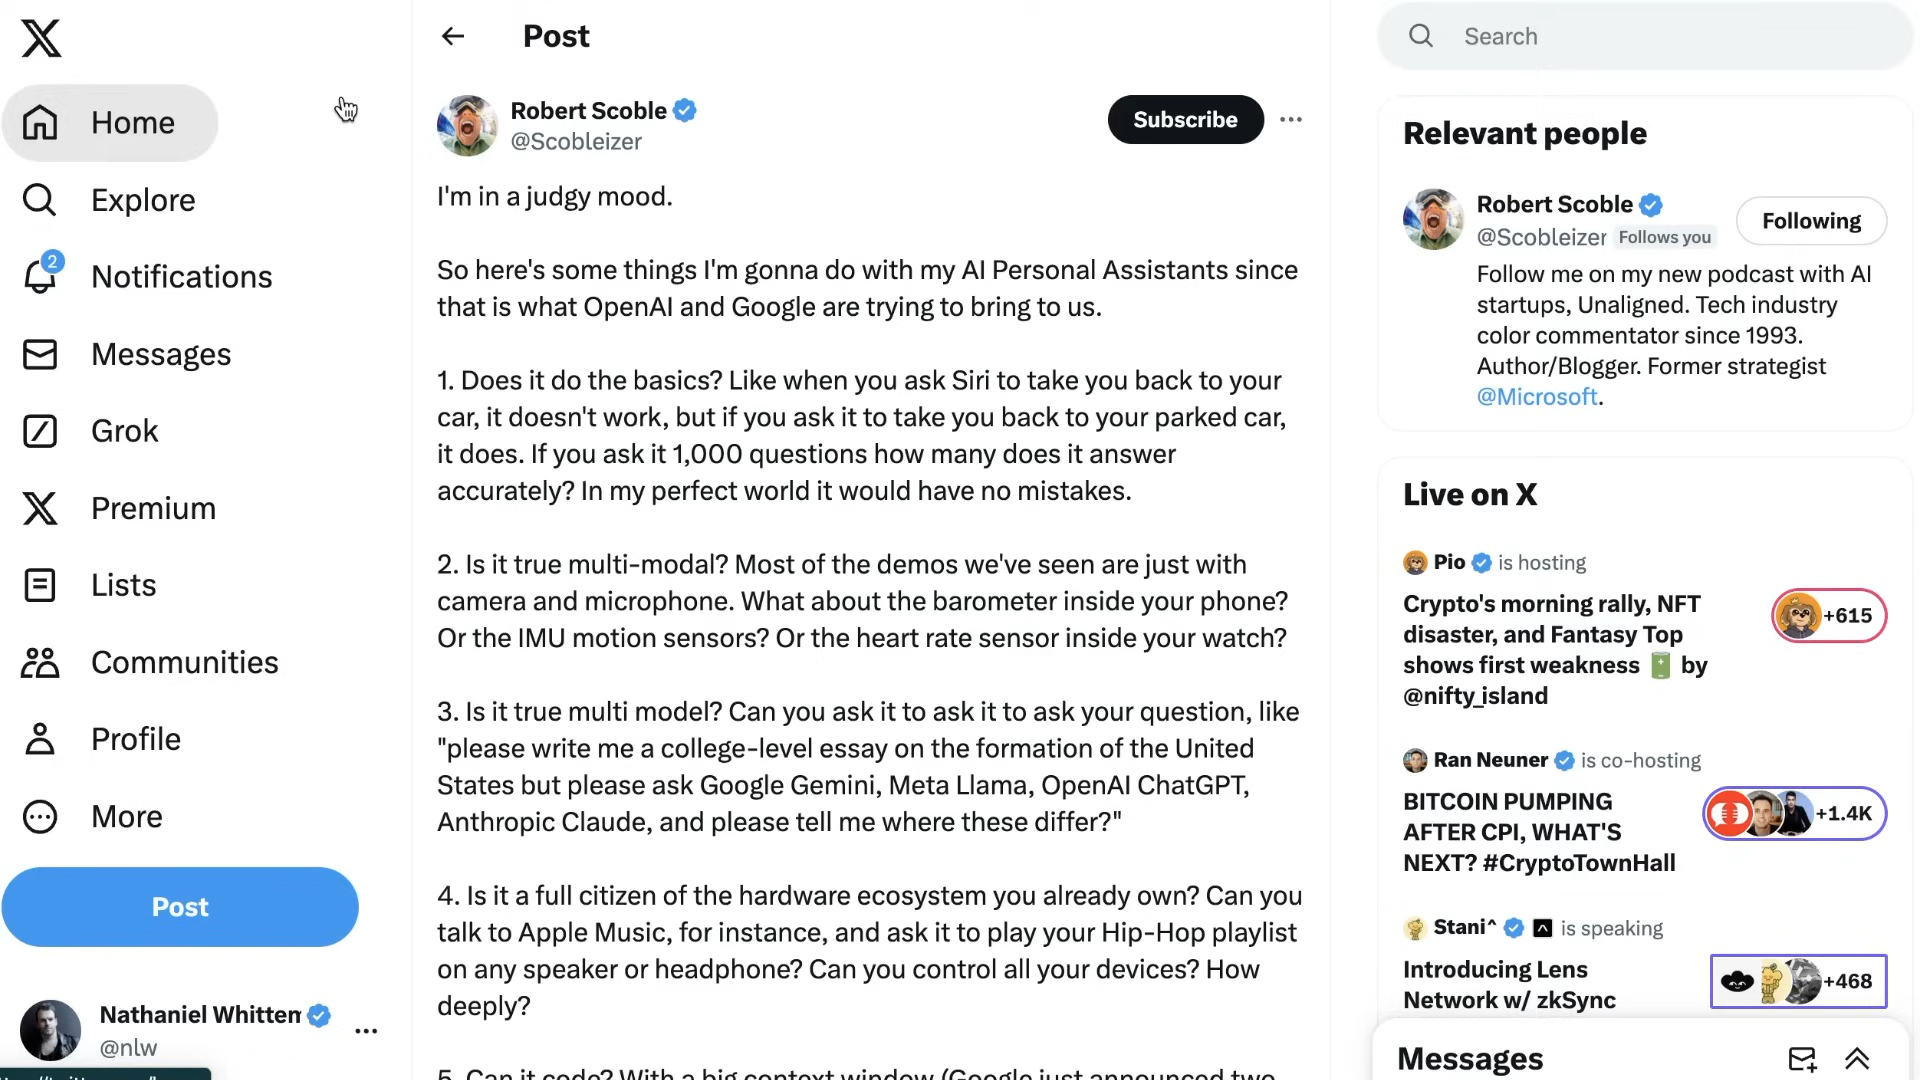 Home
Explore
2
Notifications
Messages
Grok
Premium
Lists
Communities
Profile
More
Post
Nathaniel Whittem
@nlw
Post
Robert Scoble
@Scobleizer
Subscribe
I'm in a judgy mood.
So here's some things I'm gonna do with my AI Personal Assistants since
that is what OpenAI and Google are trying to bring to us.
1. Does it do the basics? Like when you ask Siri to take you back to your
car, it doesn't work, but if you ask it to take you back to your parked car,
it does. If you ask it 1,000 questions how many does it answer
accurately? In my perfect world it would have no mistakes.
2. Is it true multi-modal? Most of the demos we've seen are just with
camera and microphone. What about the barometer inside your phone?
Or the IMU motion sensors? Or the heart rate sensor inside your watch?
3. Is it true multi model? Can you ask it to ask it to ask your question, like
"please write me a college-level essay on the formation of the United
States but please ask Google Gemini, Meta Llama, OpenAI ChatGPT,
Anthropic Claude, and please tell me where these differ?"
4. Is it a full citizen of the hardware ecosystem you already own? Can you
talk to Apple Music, for instance, and ask it to play your Hip-Hop playlist
on any speaker or headphone? Can you control all your devices? How
deeply?
5. Can it code? With a big context window (Google just announced two
Search
Relevant people
Robert Scoble
Following
@Scobleizer Follows you
Follow me on my new podcast with AI
startups, Unaligned. Tech industry
color commentator since 1993.
Author/Blogger. Former strategist
@Microsoft.
Live on X
Pio is hosting
Crypto's morning rally, NFT
disaster, and Fantasy Top
shows first weakness 🔋 by
@nifty_island
+615
Ran Neuner is co-hosting
BITCOIN PUMPING
AFTER CPI, WHAT'S
NEXT? #CryptoTownHall
+1.4K
Stani^ is speaking
Introducing Lens
Network w/ zkSync
+468
Messages